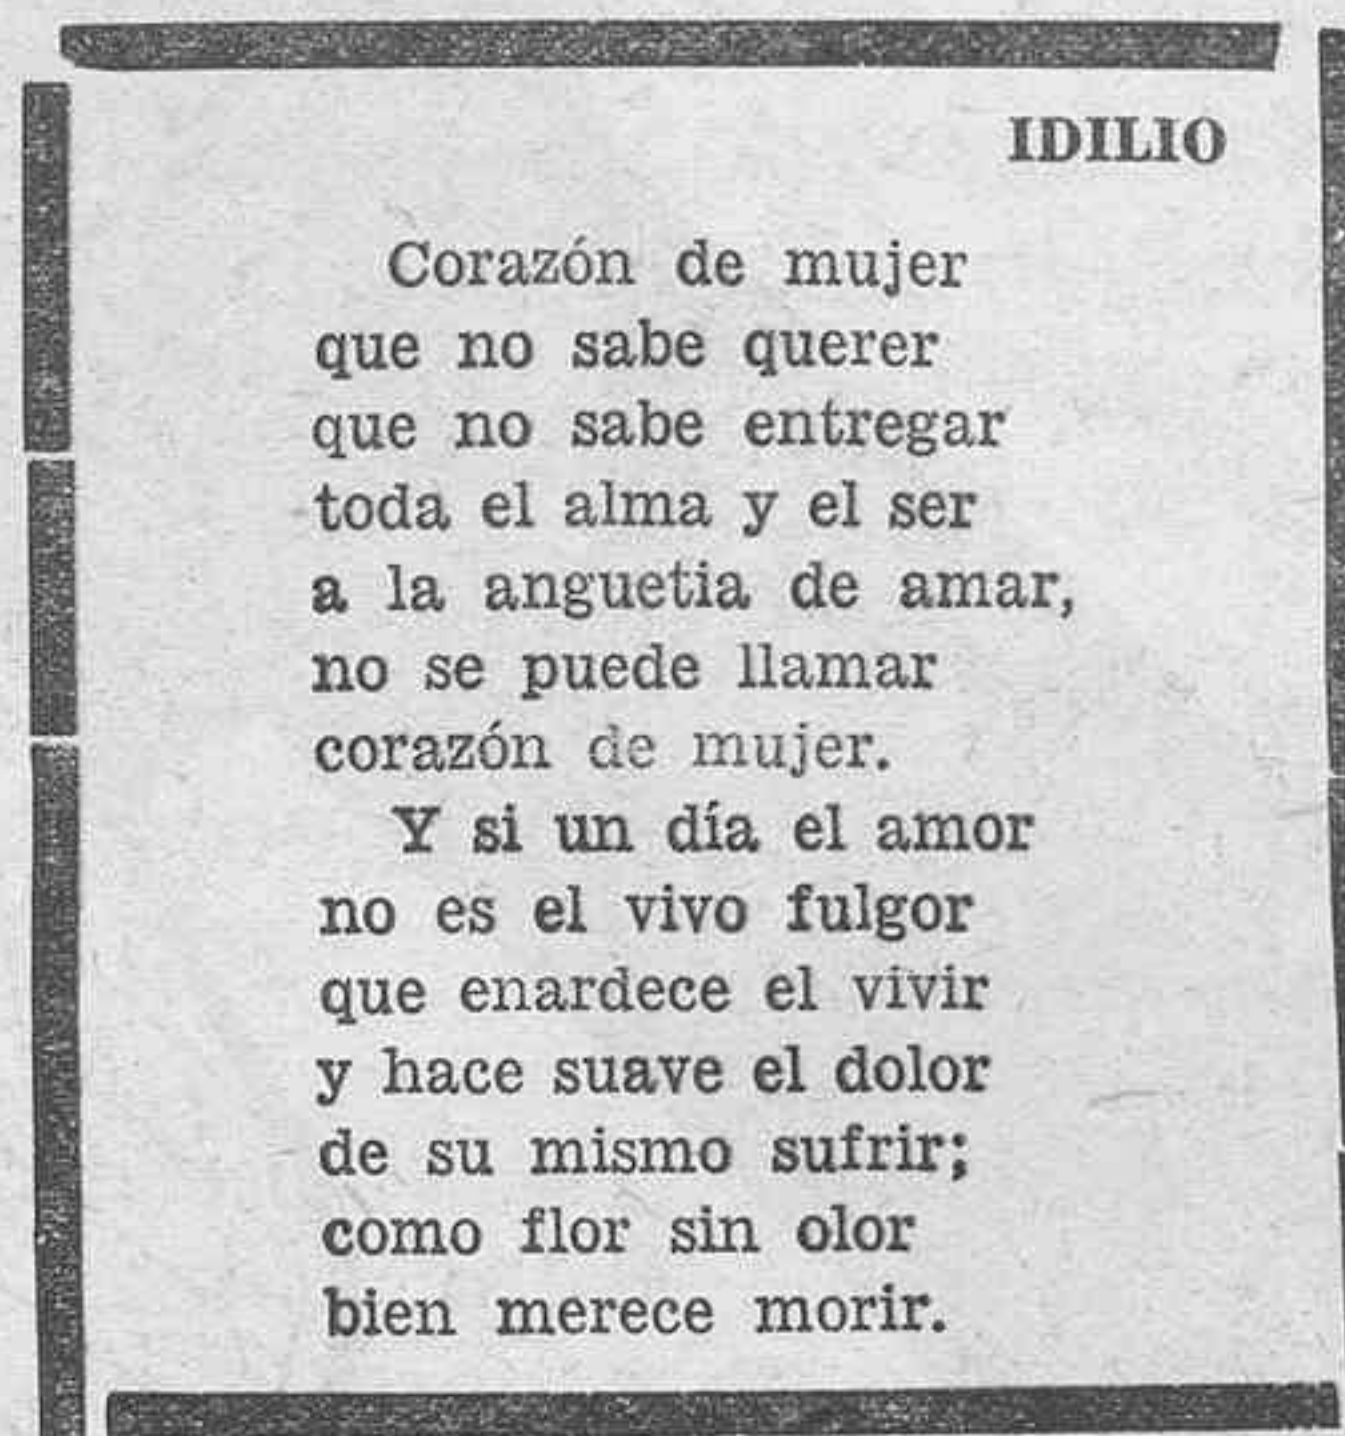 IDILIO
Corazón de mujer
que no sabe querer
que no sabe entregar
toda el alma y el ser
a la anguetia de amar,
no se puede llamar
corazón de mujer.
Y si un día el amor
no es el vivo fulgor
que enardece el vivir
y hace suave el dolor
de su mismo sufrir;
como flor sin olor
bien merece morir.